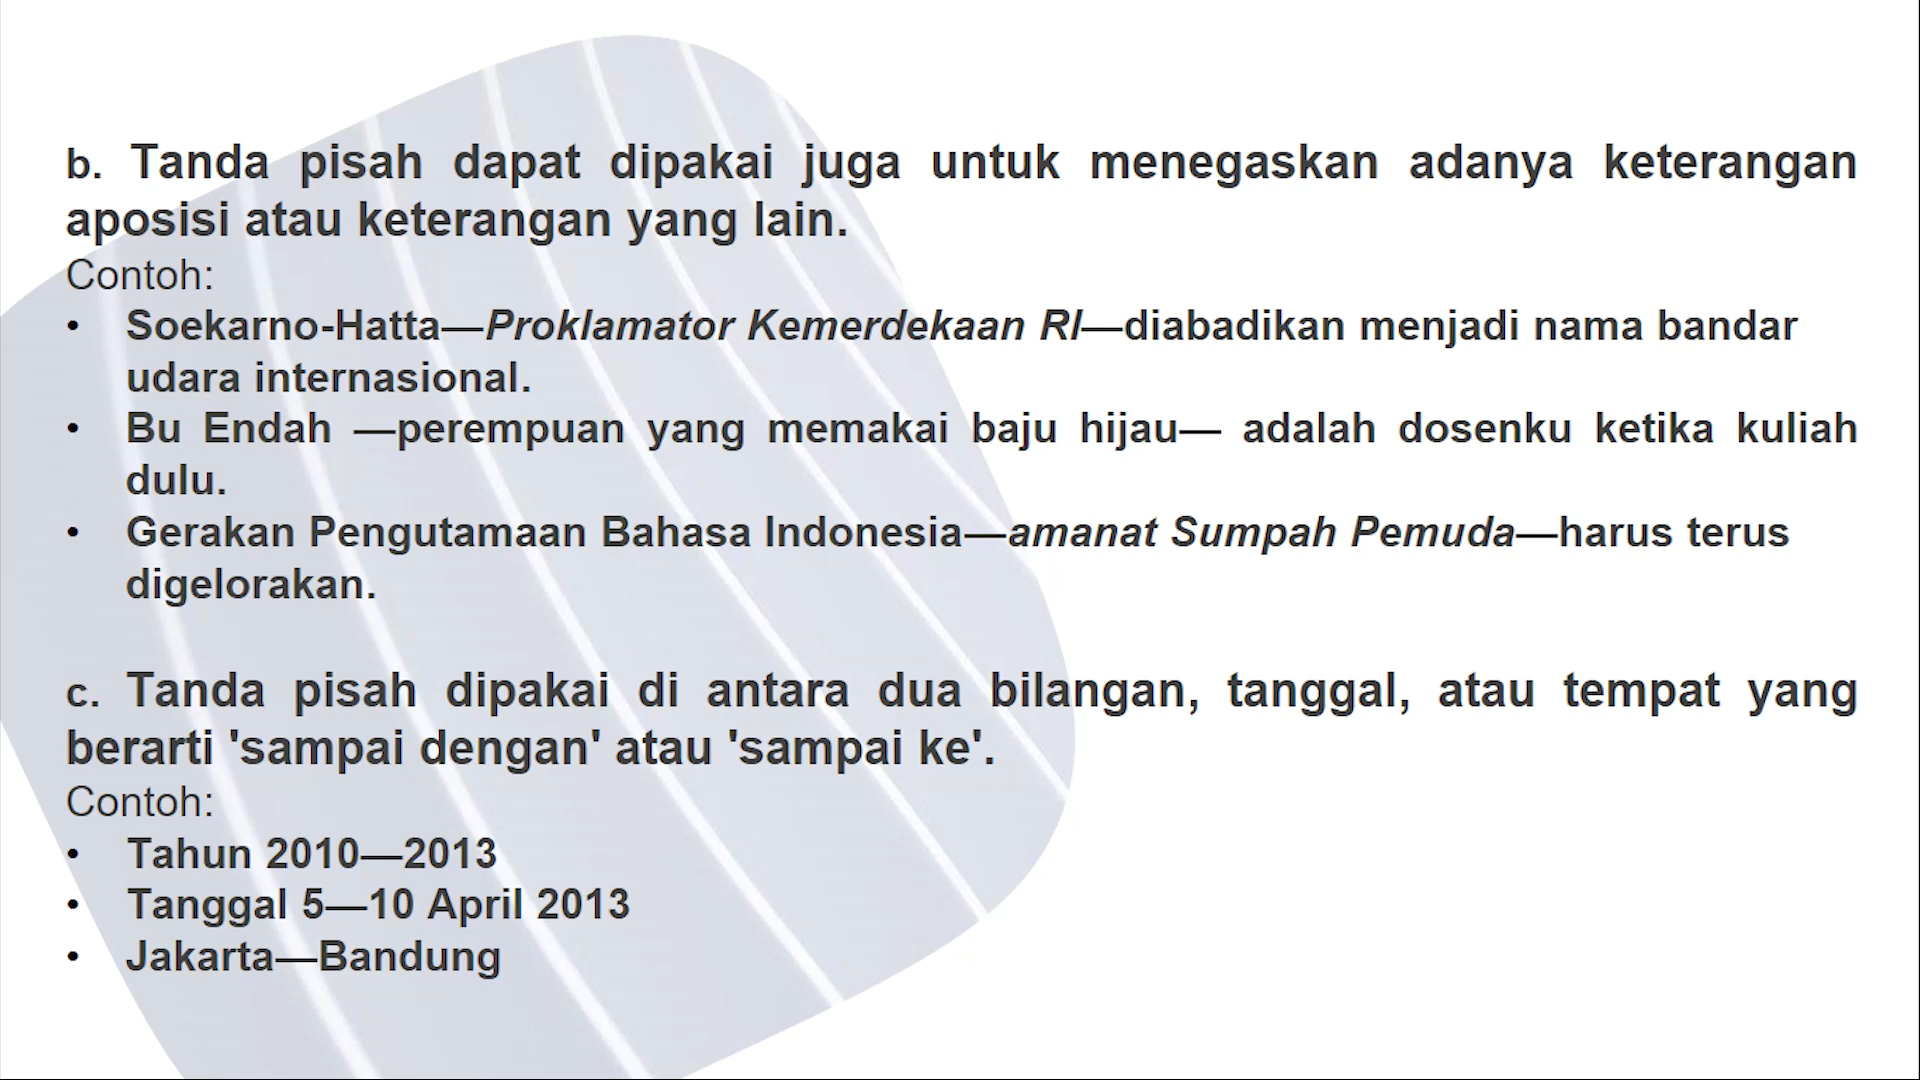 b. Tanda pisah dapat dipakai juga untuk menegaskan adanya keterangan
aposisi atau keterangan yang lain.
Contoh:
• Soekarno-Hatta—Proklamator Kemerdekaan RI—diabadikan menjadi nama bandar
udara internasional.
• Bu Endah —perempuan yang memakai baju hijau— adalah dosenku ketika kuliah
dulu.
• Gerakan Pengutamaan Bahasa Indonesia—amanat Sumpah Pemuda—harus terus
digelorakan.
c. Tanda pisah dipakai di antara dua bilangan, tanggal, atau tempat yang
berarti 'sampai dengan' atau 'sampai ke'.
Contoh:
• Tahun 2010—2013
• Tanggal 5—10 April 2013
• Jakarta—Bandung